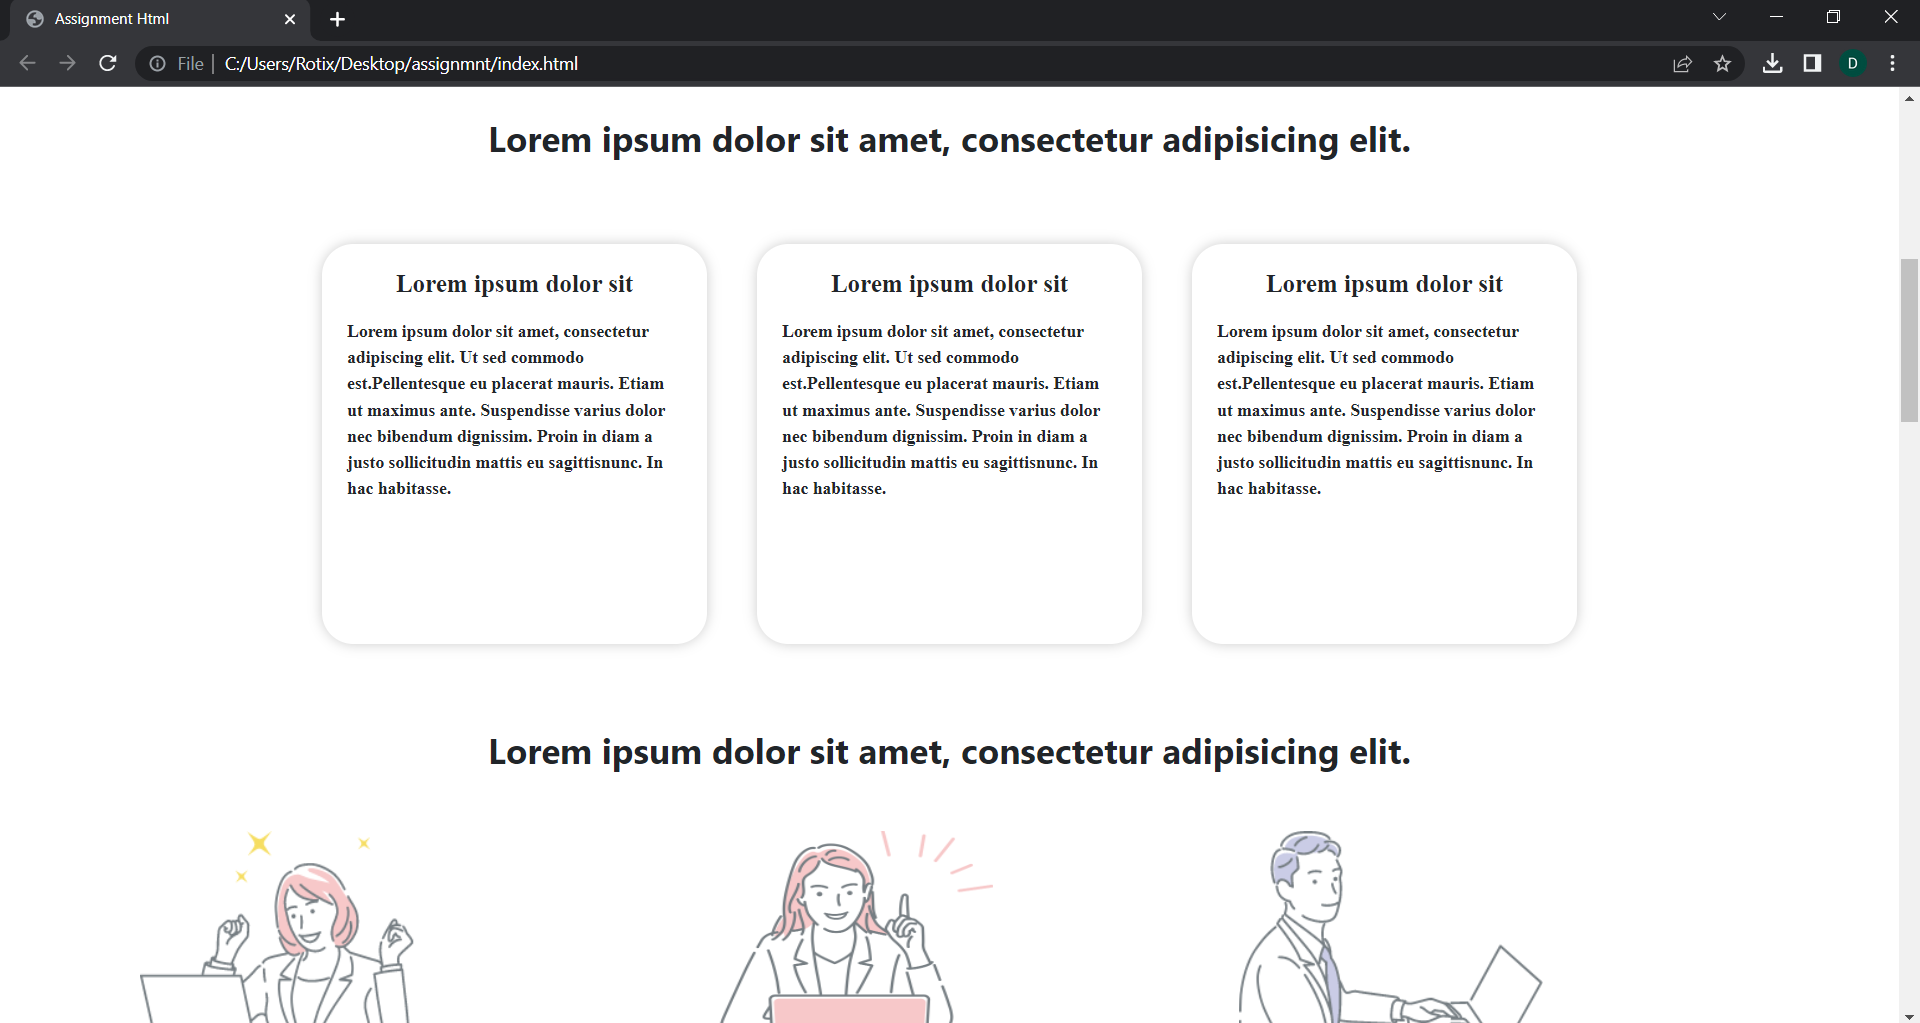 Assignment Html
File
C:/Users/Rotix/Desktop/assignmnt/index.html
D
Lorem ipsum dolor sit amet, consectetur adipisicing elit.
Lorem ipsum dolor sit
Lorem ipsum dolor sit amet, consectetur
adipiscing elit. Ut sed commodo
est.Pellentesque eu placerat mauris. Etiam
ut maximus ante. Suspendisse varius dolor
nec bibendum dignissim. Proin in diam a
justo sollicitudin mattis eu sagittisnunc. In
hac habitasse.
Lorem ipsum dolor sit
Lorem ipsum dolor sit amet, consectetur
adipiscing elit. Ut sed commodo
est.Pellentesque eu placerat mauris. Etiam
ut maximus ante. Suspendisse varius dolor
nec bibendum dignissim. Proin in diam a
justo sollicitudin mattis eu sagittisnunc. In
hac habitasse.
Lorem ipsum dolor sit
Lorem ipsum dolor sit amet, consectetur
adipiscing elit. Ut sed commodo
est.Pellentesque eu placerat mauris. Etiam
ut maximus ante. Suspendisse varius dolor
nec bibendum dignissim. Proin in diam a
justo sollicitudin mattis eu sagittisnunc. In
hac habitasse.
Lorem ipsum dolor sit amet, consectetur adipisicing elit.